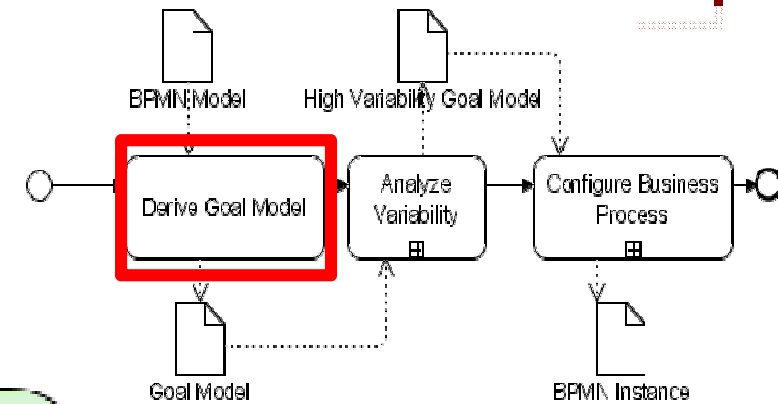 BPMN Model
High Variability Goal Model
Derive Goal Model
Analyze
Variability
Configure Business
Process
Goal Model
BPMN Instance